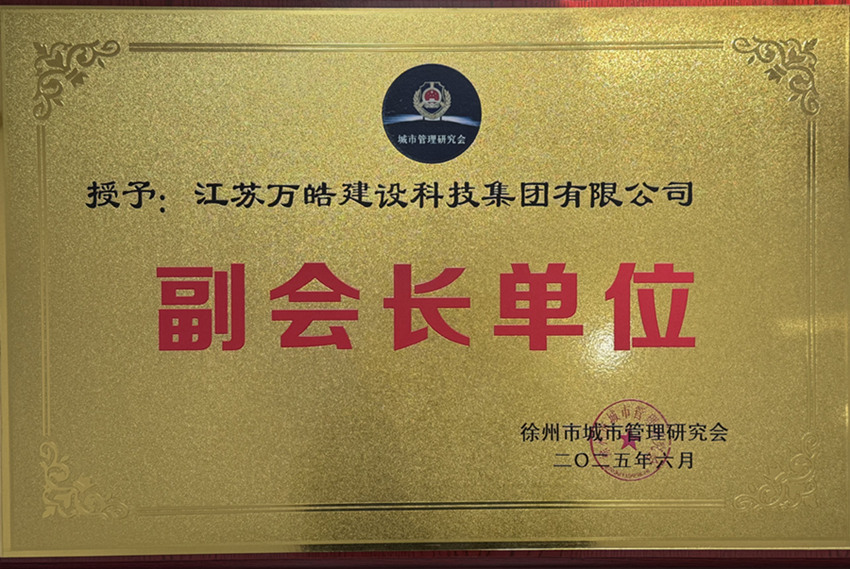 城市管理研究会
授予：江苏万皓建设科技集团有限公司
副会长单位
徐州市城市管理研究会
二〇二五年六月